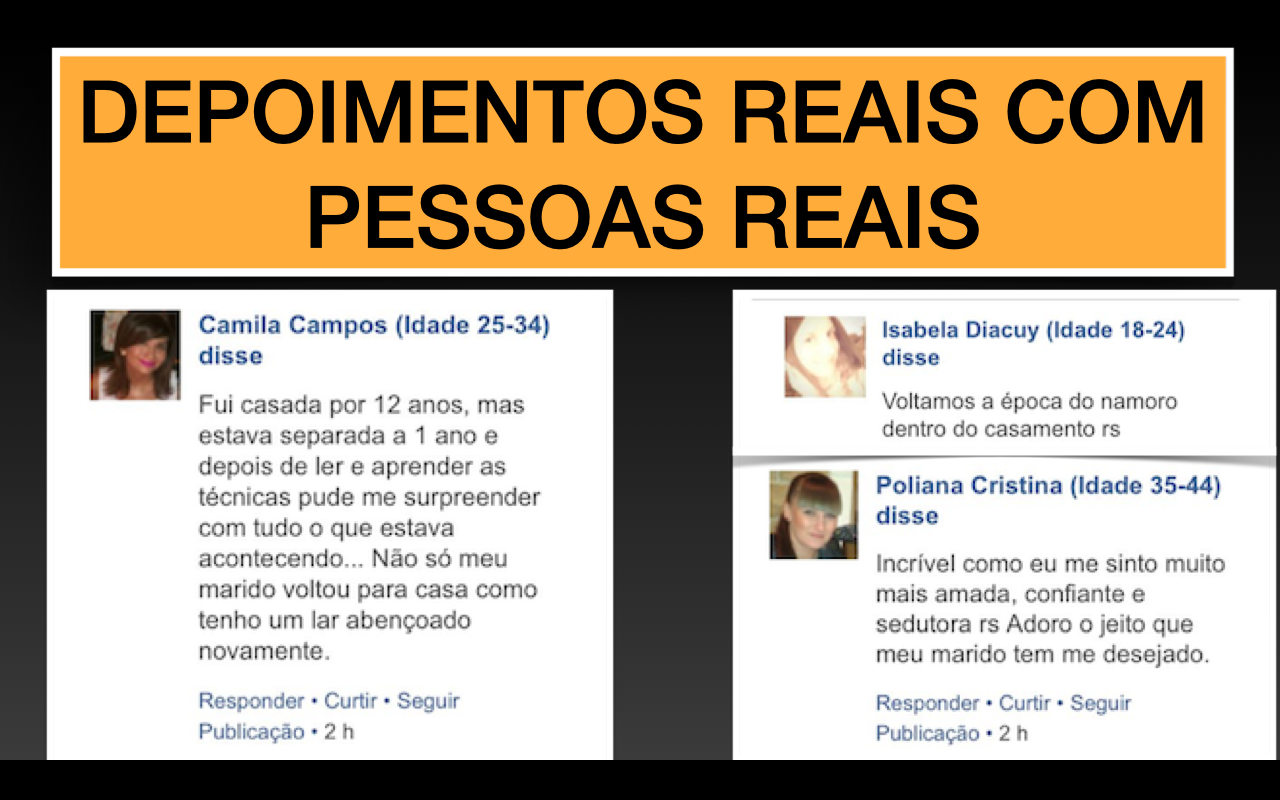 DEPOIMENTOS REAIS COM
PESSOAS REAIS
Camila Campos (Idade 25-34)
disse
Fui casada por 12 anos, mas
estava separada a 1 ano e
depois de ler e aprender as
técnicas pude me surpreender
com tudo o que estava
acontecendo... Não só meu
marido voltou para casa como
tenho um lar abençoado
novamente.
Responder • Curtir • Seguir
Publicação • 2 h
Isabela Diacuy (Idade 18-24)
disse
Voltamos a época do namoro
dentro do casamento rs
Poliana Cristina (Idade 35-44)
disse
Incrível como eu me sinto muito
mais amada, confiante e
sedutora rs Adoro o jeito que
meu marido tem me desejado.
Responder • Curtir • Seguir
Publicação • 2 h